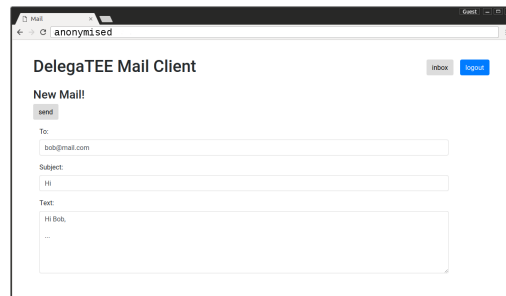 Guest
Mail ×
anonymised
DelegaTEE Mail Client
inbox logout
New Mail!
send
To:
bob@mail.com
Subject:
Hi
Text:
Hi Bob,
...